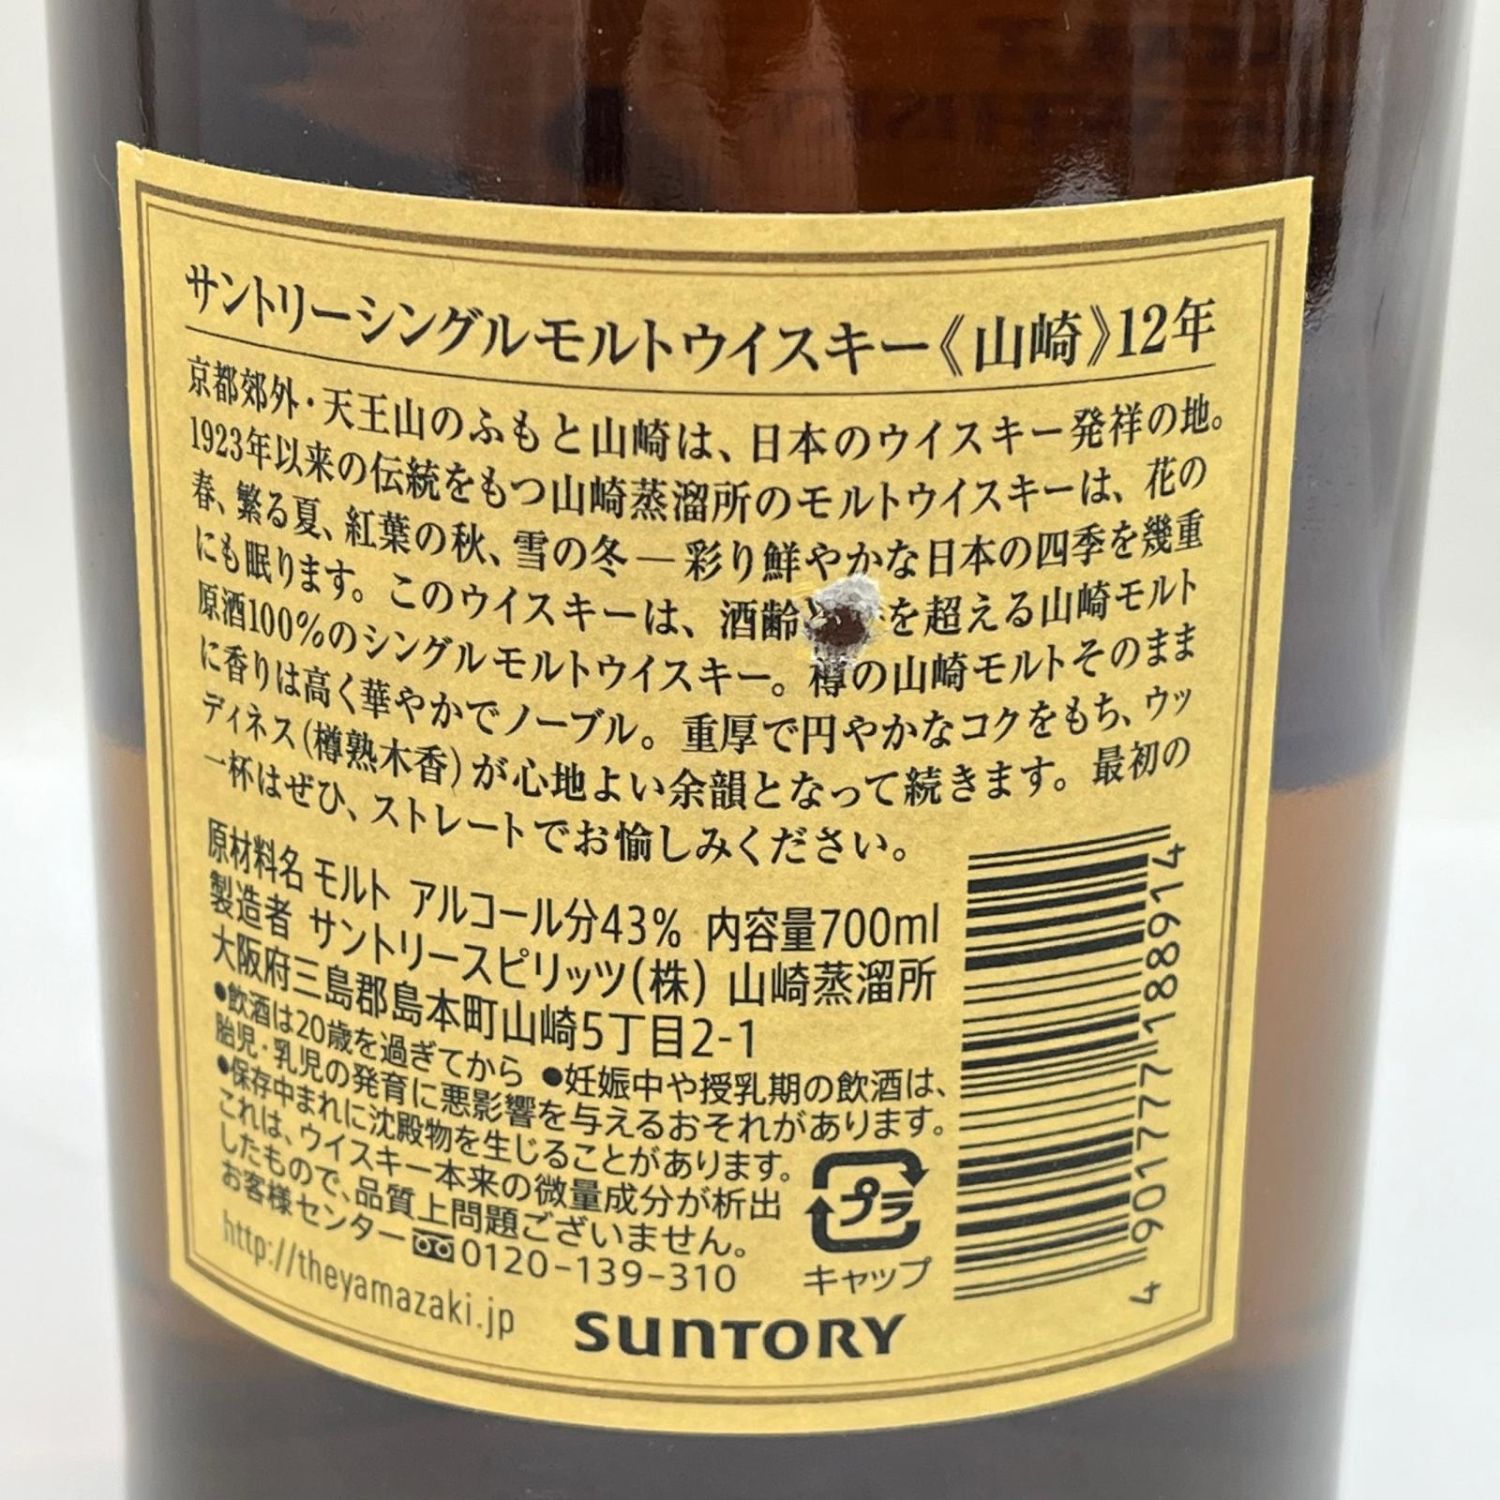 サントリーシングルモルトウイスキー《山崎》12年
京都郊外・天王山のふもと山崎は、日本のウイスキー発祥の地。
1923年以来の伝統をもつ山崎蒸溜所のモルトウイスキーは、花の
春、繁る夏、紅葉の秋、雪の冬―彩り鮮やかな日本の四季を幾重
にも眠ります。このウイスキーは、酒齢を超える山崎モルト
原酒100%のシングルモルトウイスキー。樽の山崎モルトそのまま
に香りは高く華やかでノーブル。重厚で円やかなコクをもち、ウッ
ディネス(樽熟木香)が心地よい余韻となって続きます。最初の
一杯はぜひ、ストレートでお愉しみください。
原材料名 モルト アルコール分43% 内容量700ml
製造者 サントリースピリッツ(株) 山崎蒸溜所
大阪府三島郡島本町山崎5丁目2-1
●飲酒は20歳を過ぎてから ●妊娠中や授乳期の飲酒は、
胎児・乳児の発育に悪影響を与えるおそれがあります。
●保存中まれに沈殿物を生じることがあります。
これは、ウイスキー本来の微量成分が析出
したもので、品質上問題ございません。
お客様センター 0120-139-310
http://theyamazaki.jp
プラ
キャップ
SUNTORY
4901777188914